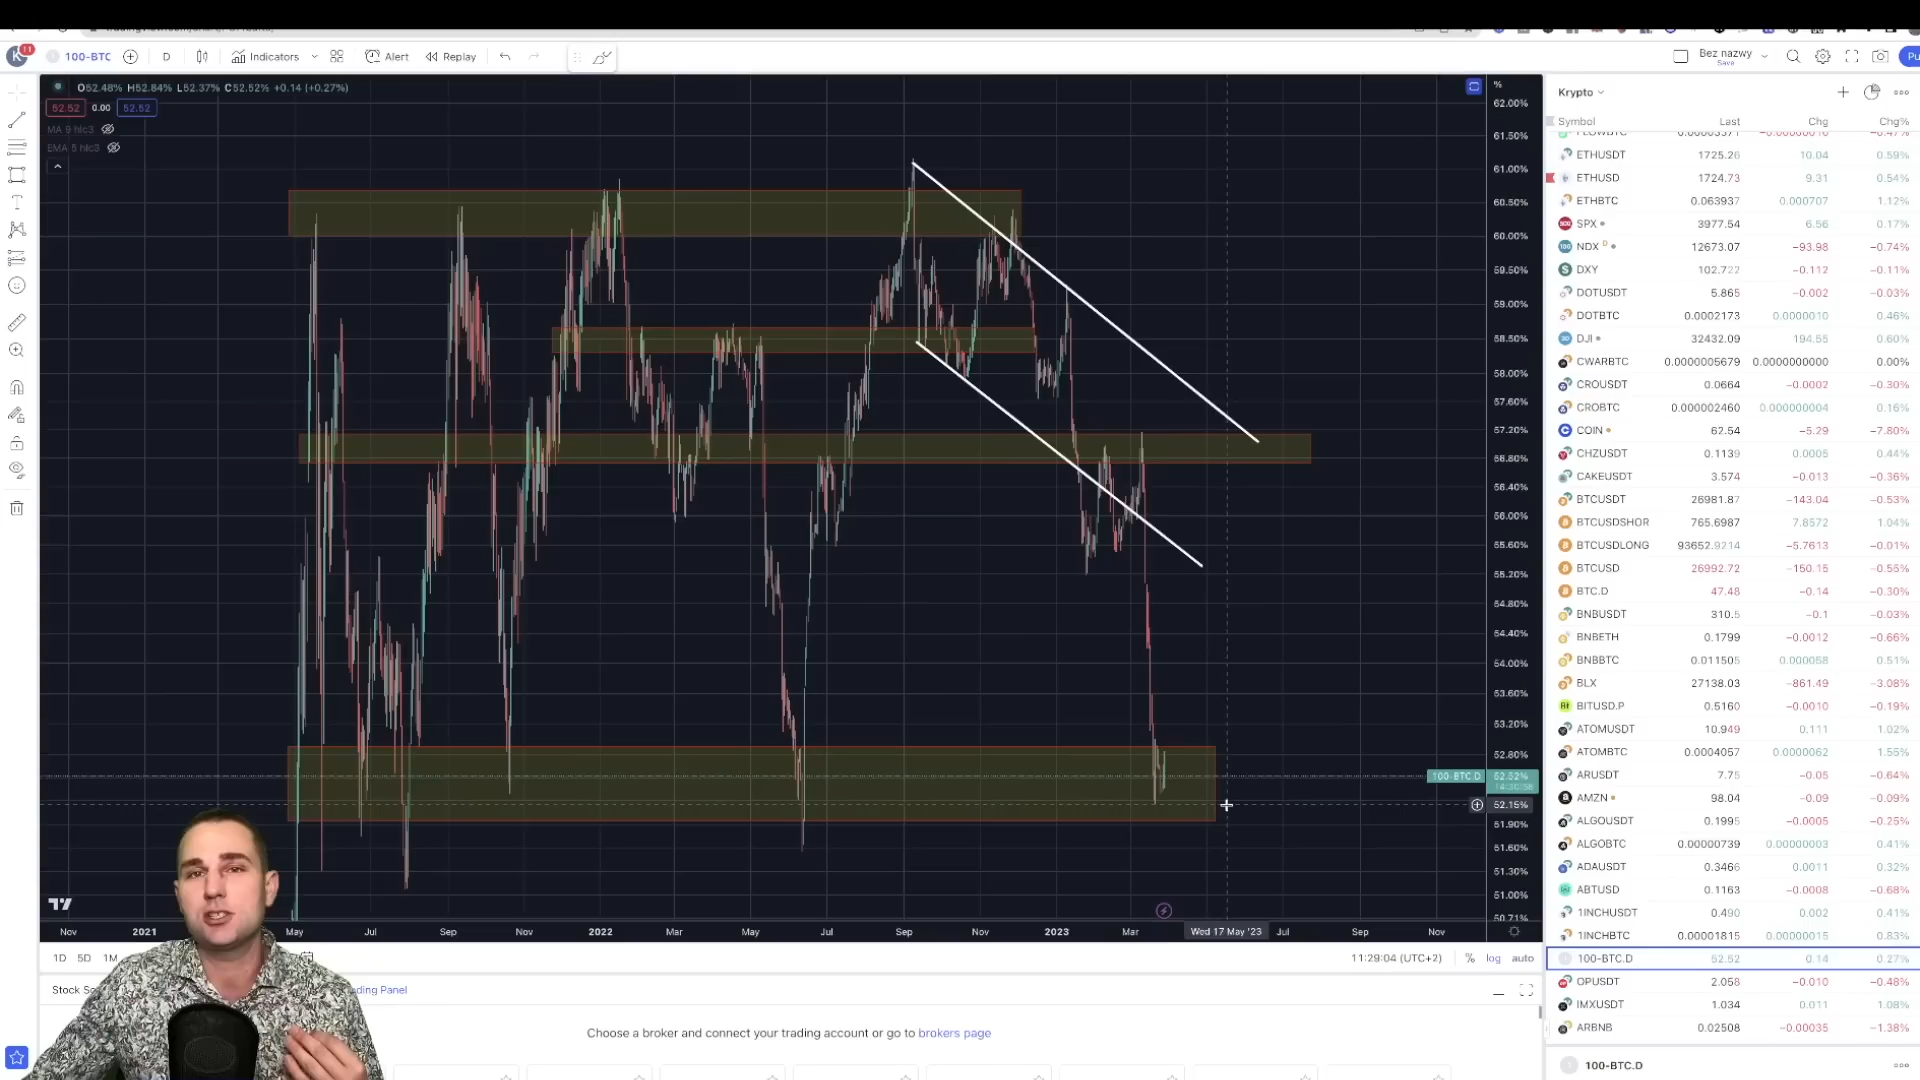 K 11 100-BTC D Indicators Alert Replay Bez nazwy Save Pu
O52.48% H52.84% L52.37% C52.52% +0.14 (+0.27%)
52.52 0.00 52.52
MA 9 hlc3
EMA 5 hlc3
%
62.00%
61.50%
61.00%
60.50%
60.00%
59.50%
59.00%
58.50%
58.00%
57.60%
57.20%
56.80%
56.40%
56.00%
55.60%
55.20%
54.80%
54.40%
54.00%
53.60%
53.20%
52.80%
100-BTC.D 52.52%
52.15%
51.90%
51.60%
51.30%
51.00%
50.71%
Nov 2021 May Jul Sep Nov 2022 Mar May Jul Sep Nov 2023 Mar Wed 17 May '23 Jul Sep Nov
1D 5D 1M 11:29:04 (UTC+2) % log auto
Stock Sc ading Panel
Choose a broker and connect your trading account or go to brokers page
Krypto
Symbol Last Chg Chg%
ETHUSDT 1725.26 10.04 0.59%
ETHUSD 1724.73 9.31 0.54%
ETHBTC 0.063937 0.000707 1.12%
SPX 3977.54 6.56 0.17%
NDX D 12673.07 −93.98 −0.74%
DXY 102.722 −0.112 −0.11%
DOTUSDT 5.865 −0.002 −0.03%
DOTBTC 0.0002173 0.0000010 0.46%
DJI 32432.09 194.55 0.60%
CWARBTC 0.0000005679 0.0000000000 0.00%
CROUSDT 0.0664 −0.0002 −0.30%
CROBTC 0.000002460 0.000000004 0.16%
COIN 62.54 −5.29 −7.80%
CHZUSDT 0.1139 0.0005 0.44%
CAKEUSDT 3.574 −0.013 −0.36%
BTCUSDT 26981.87 −143.04 −0.53%
BTCUSDSHOR 765.6987 7.8572 1.04%
BTCUSDLONG 93652.9214 −5.7613 −0.01%
BTCUSD 26992.72 −150.15 −0.55%
BTC.D 47.48 −0.14 −0.30%
BNBUSDT 310.5 −0.1 −0.03%
BNBETH 0.1799 −0.0012 −0.66%
BNBBTC 0.011505 0.000058 0.51%
BLX 27138.03 −861.49 −3.08%
BITUSD.P 0.5160 −0.0010 −0.19%
ATOMUSDT 10.949 0.111 1.02%
ATOMBTC 0.0004057 0.0000062 1.55%
ARUSDT 7.75 −0.05 −0.64%
AMZN 98.04 −0.09 −0.09%
ALGOUSDT 0.1995 −0.0005 −0.25%
ALGOBTC 0.00000739 0.00000003 0.41%
ADAUSDT 0.3466 0.0011 0.32%
ABTUSD 0.1163 −0.0008 −0.68%
1INCHUSDT 0.490 0.002 0.41%
1INCHBTC 0.00001815 0.00000015 0.83%
100-BTC.D 52.52 0.14 0.27%
OPUSDT 2.058 −0.010 −0.48%
IMXUSDT 1.034 0.011 1.08%
ARBNB 0.02508 −0.00035 −1.38%
100-BTC.D